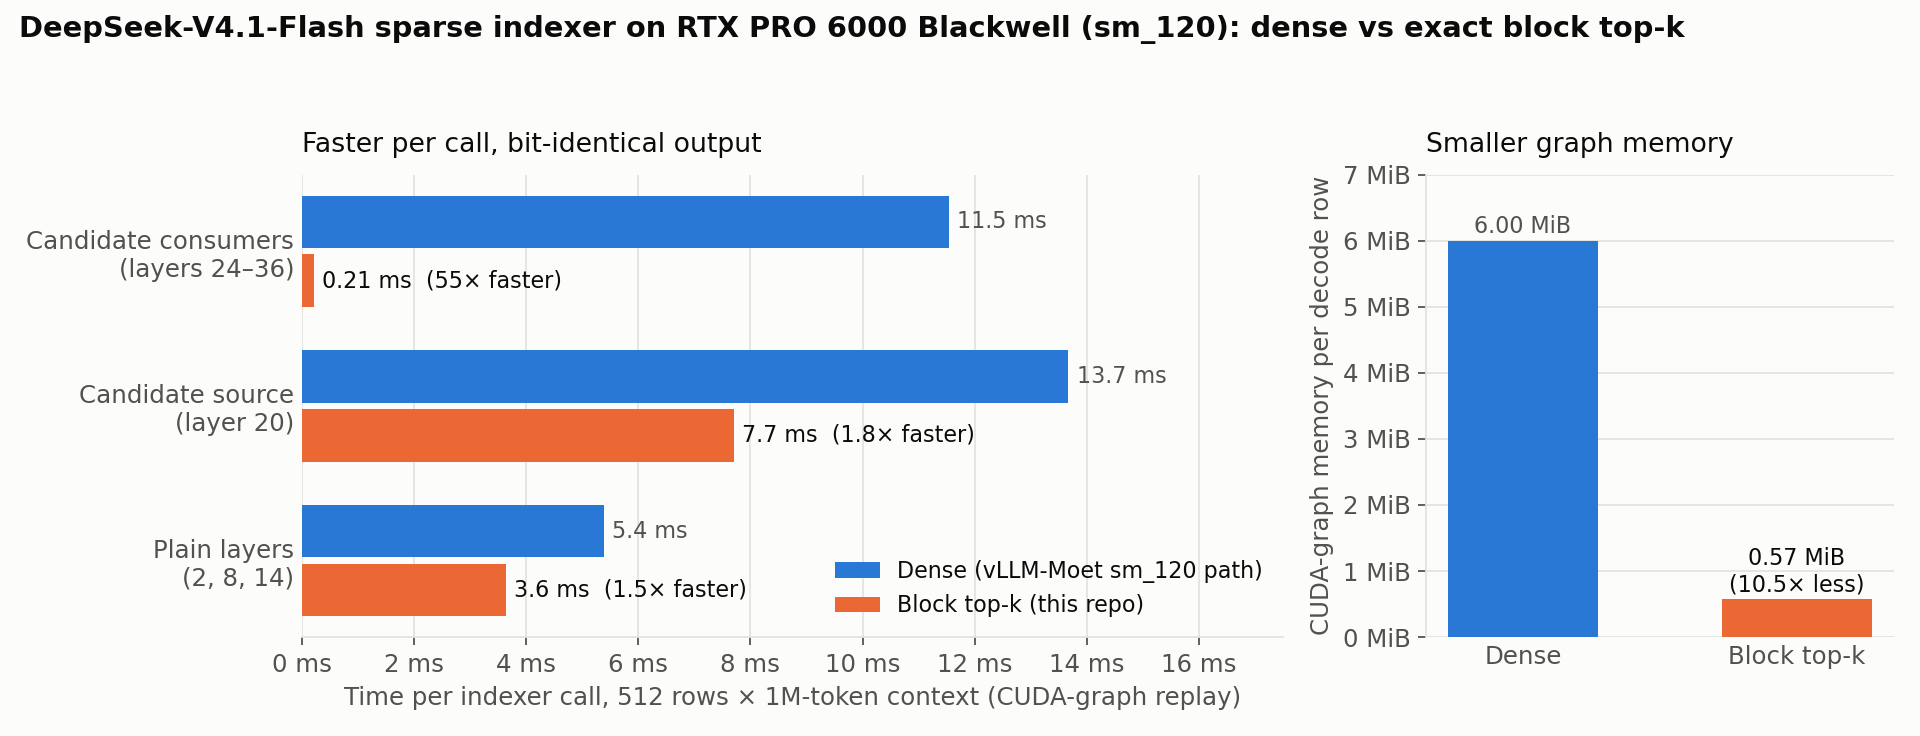 DeepSeek-V4.1-Flash sparse indexer on RTX PRO 6000 Blackwell (sm_120): dense vs exact block top-k
Faster per call, bit-identical output
Candidate consumers
(layers 24–36)
11.5 ms
0.21 ms (55× faster)
Candidate source
(layer 20)
13.7 ms
7.7 ms (1.8× faster)
Plain layers
(2, 8, 14)
5.4 ms
3.6 ms (1.5× faster)
Dense (vLLM-Moet sm_120 path)
Block top-k (this repo)
0 ms 2 ms 4 ms 6 ms 8 ms 10 ms 12 ms 14 ms 16 ms
Time per indexer call, 512 rows × 1M-token context (CUDA-graph replay)
Smaller graph memory
CUDA-graph memory per decode row
7 MiB
6 MiB
5 MiB
4 MiB
3 MiB
2 MiB
1 MiB
0 MiB
6.00 MiB
0.57 MiB
(10.5× less)
Dense Block top-k